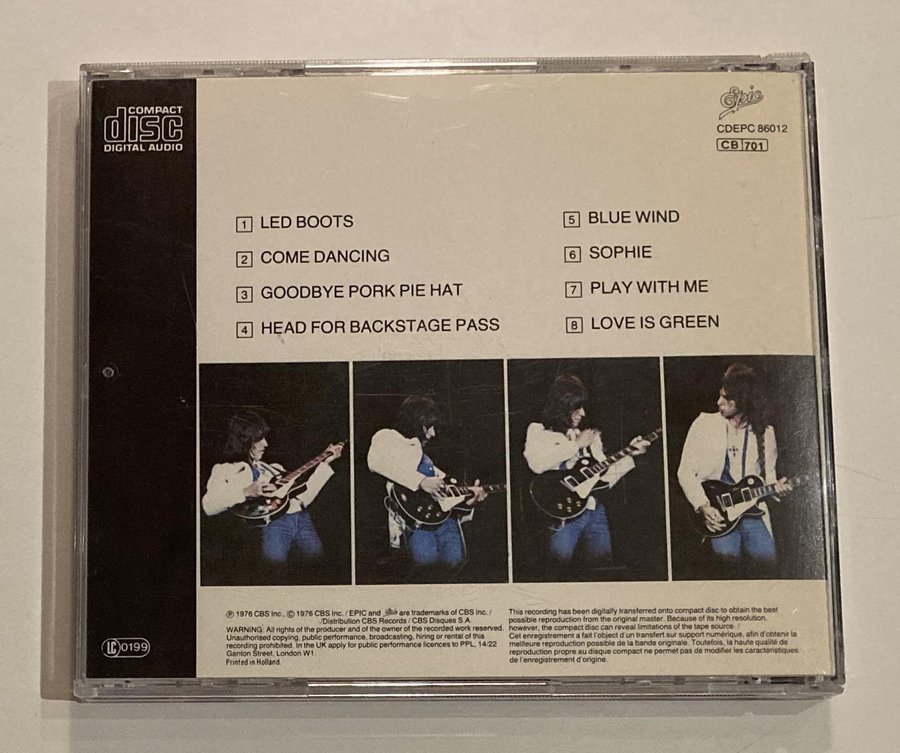 COMPACT
disc
DIGITAL AUDIO
Epic
CDEPC 86012
CB 701
1 LED BOOTS
2 COME DANCING
3 GOODBYE PORK PIE HAT
4 HEAD FOR BACKSTAGE PASS
5 BLUE WIND
6 SOPHIE
7 PLAY WITH ME
8 LOVE IS GREEN
℗ 1976 CBS Inc., © 1976 CBS Inc. / EPIC and Epic are trademarks of CBS Inc. /
Distribution CBS Records / CBS Disques S.A.
WARNING: All rights of the producer and of the owner of the recorded work reserved.
Unauthorised copying, public performance, broadcasting, hiring or rental of this
recording prohibited. In the UK apply for public performance licences to PPL, 14/22
Ganton Street, London W1
Printed in Holland
This recording has been digitally transferred onto compact disc to obtain the best
possible reproduction from the original master. Because of its high resolution,
however, the compact disc can reveal limitations of the tape source /
Cet enregistrement a fait l'objet d'un transfert sur support numérique, afin d'obtenir la
meilleure reproduction possible de la bande originale. Toutefois, la haute qualité de
reproduction propre au disque compact ne permet pas de modifier les caractéristiques
de l'enregistrement d'origine.
LC 0199